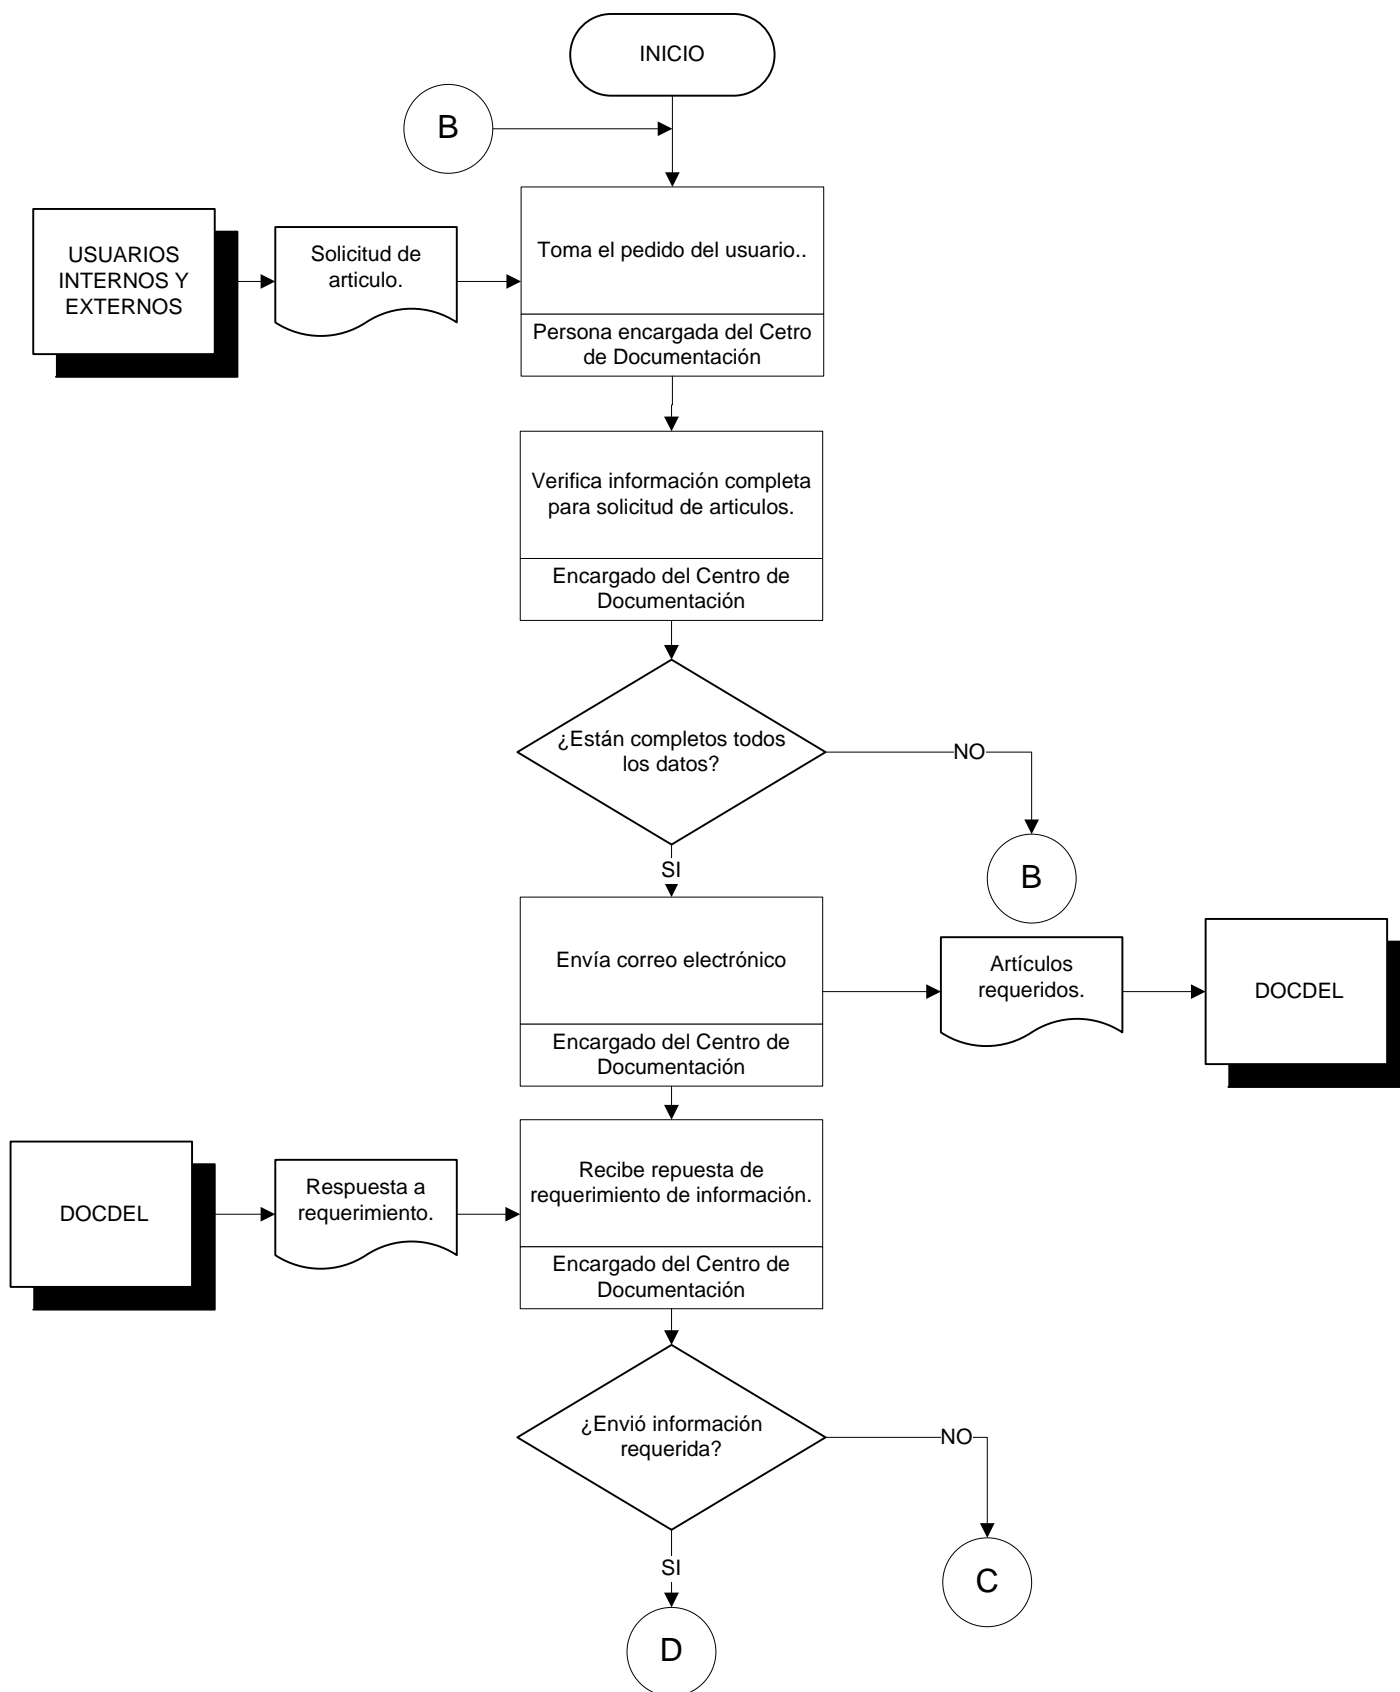 INICIO
B
USUARIOS
INTERNOS Y
EXTERNOS
Solicitud de
articulo.
Toma el pedido del usuario..
Persona encargada del Cetro
de Documentación
Verifica información completa
para solicitud de articulos.
Encargado del Centro de
Documentación
¿Están completos todos
los datos?
NO
B
SI
Envía correo electrónico
Encargado del Centro de
Documentación
Artículos
requeridos.
DOCDEL
DOCDEL
Respuesta a
requerimiento.
Recibe repuesta de
requerimiento de información.
Encargado del Centro de
Documentación
¿Envió información
requerida?
NO
C
SI
D